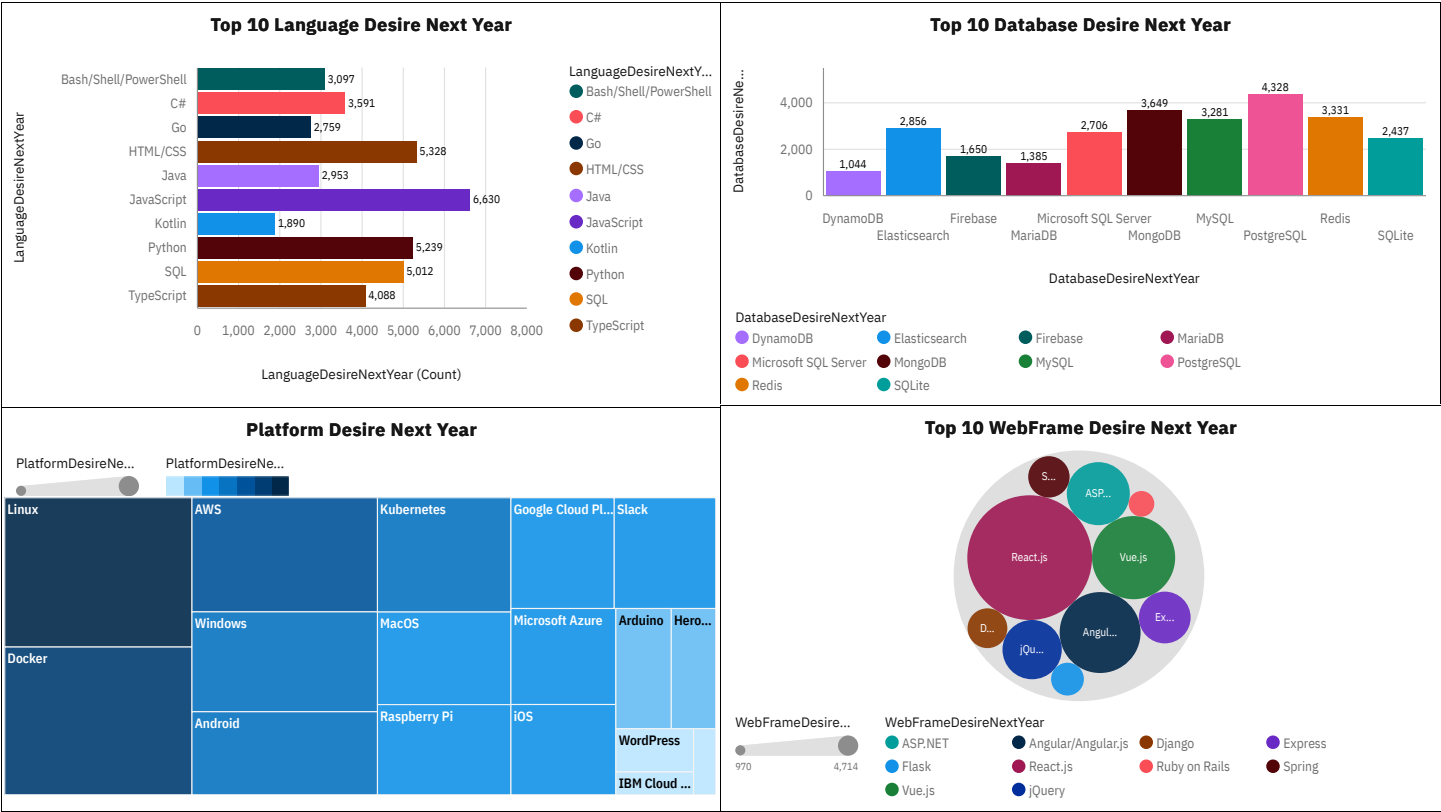 Top 10 Language Desire Next Year
LanguageDesireNextYear
Bash/Shell/PowerShell 3,097
C# 3,591
Go 2,759
HTML/CSS 5,328
Java 2,953
JavaScript 6,630
Kotlin 1,890
Python 5,239
SQL 5,012
TypeScript 4,088
0 1,000 2,000 3,000 4,000 5,000 6,000 7,000 8,000
LanguageDesireNextYear (Count)
LanguageDesireNextY...
Bash/Shell/PowerShell
C#
Go
HTML/CSS
Java
JavaScript
Kotlin
Python
SQL
TypeScript
Top 10 Database Desire Next Year
DatabaseDesireNe...
4,000
2,000
0
1,044 2,856 1,650 1,385 2,706 3,649 3,281 4,328 3,331 2,437
DynamoDB Firebase Microsoft SQL Server MySQL Redis
Elasticsearch MariaDB MongoDB PostgreSQL SQLite
DatabaseDesireNextYear
DatabaseDesireNextYear
DynamoDB Elasticsearch Firebase MariaDB
Microsoft SQL Server MongoDB MySQL PostgreSQL
Redis SQLite
Platform Desire Next Year
PlatformDesireNe... PlatformDesireNe...
Linux
Docker
AWS
Windows
Android
Kubernetes
MacOS
Raspberry Pi
Google Cloud Pl...
Slack
Microsoft Azure
iOS
Arduino
Hero...
WordPress
IBM Cloud ...
Top 10 WebFrame Desire Next Year
S...
ASP...
React.js
Vue.js
D...
jQu...
Angul...
Ex...
WebFrameDesire...
970 4,714
WebFrameDesireNextYear
ASP.NET Angular/Angular.js Django Express
Flask React.js Ruby on Rails Spring
Vue.js jQuery